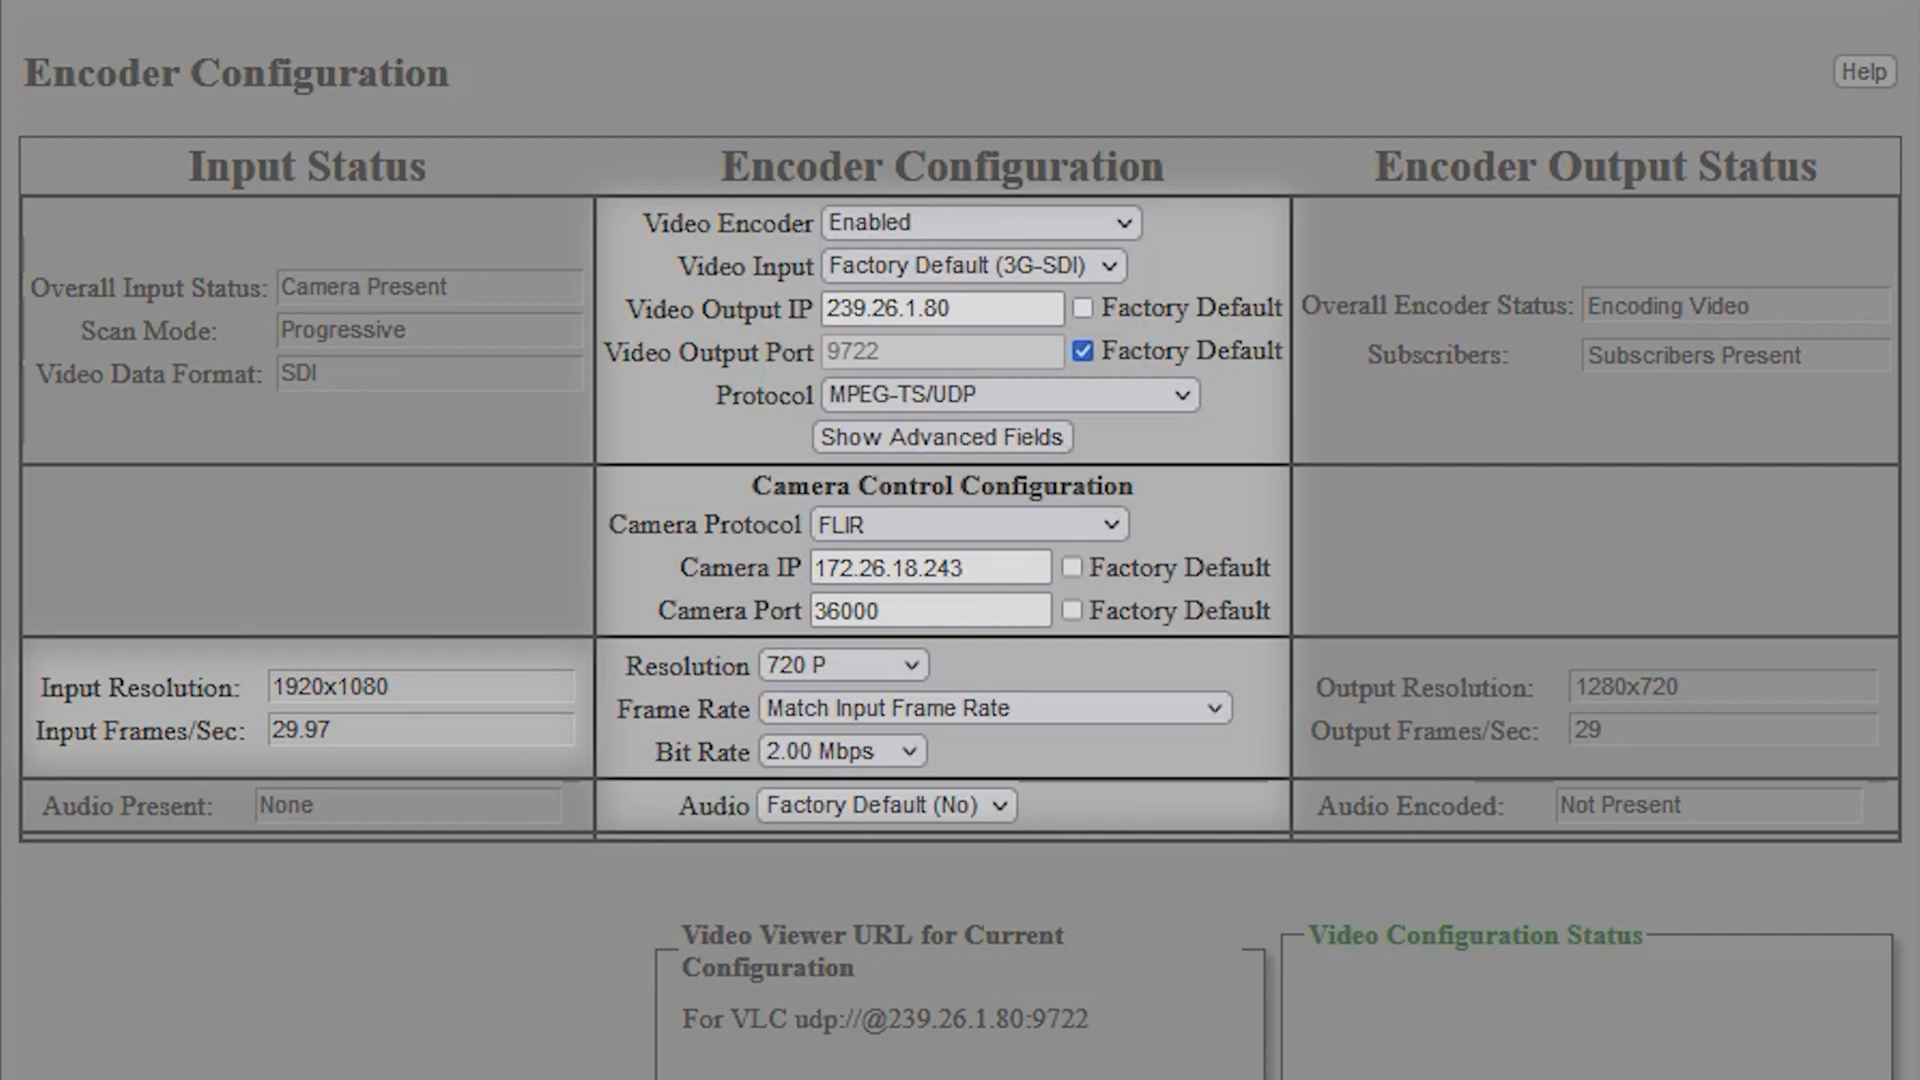 Encoder Configuration
Help
Input Status
Encoder Configuration
Encoder Output Status
Overall Input Status: Camera Present
Scan Mode: Progressive
Video Data Format: SDI
Video Encoder Enabled
Video Input Factory Default (3G-SDI)
Video Output IP 239.26.1.80 Factory Default
Video Output Port 9722 Factory Default
Protocol MPEG-TS/UDP
Show Advanced Fields
Overall Encoder Status: Encoding Video
Subscribers: Subscribers Present
Camera Control Configuration
Camera Protocol FLIR
Camera IP 172.26.18.243 Factory Default
Camera Port 36000 Factory Default
Input Resolution: 1920x1080
Input Frames/Sec: 29.97
Resolution 720 P
Frame Rate Match Input Frame Rate
Bit Rate 2.00 Mbps
Output Resolution: 1280x720
Output Frames/Sec: 29
Audio Present: None
Audio Factory Default (No)
Audio Encoded: Not Present
Video Viewer URL for Current
Configuration
For VLC udp://@239.26.1.80:9722
Video Configuration Status